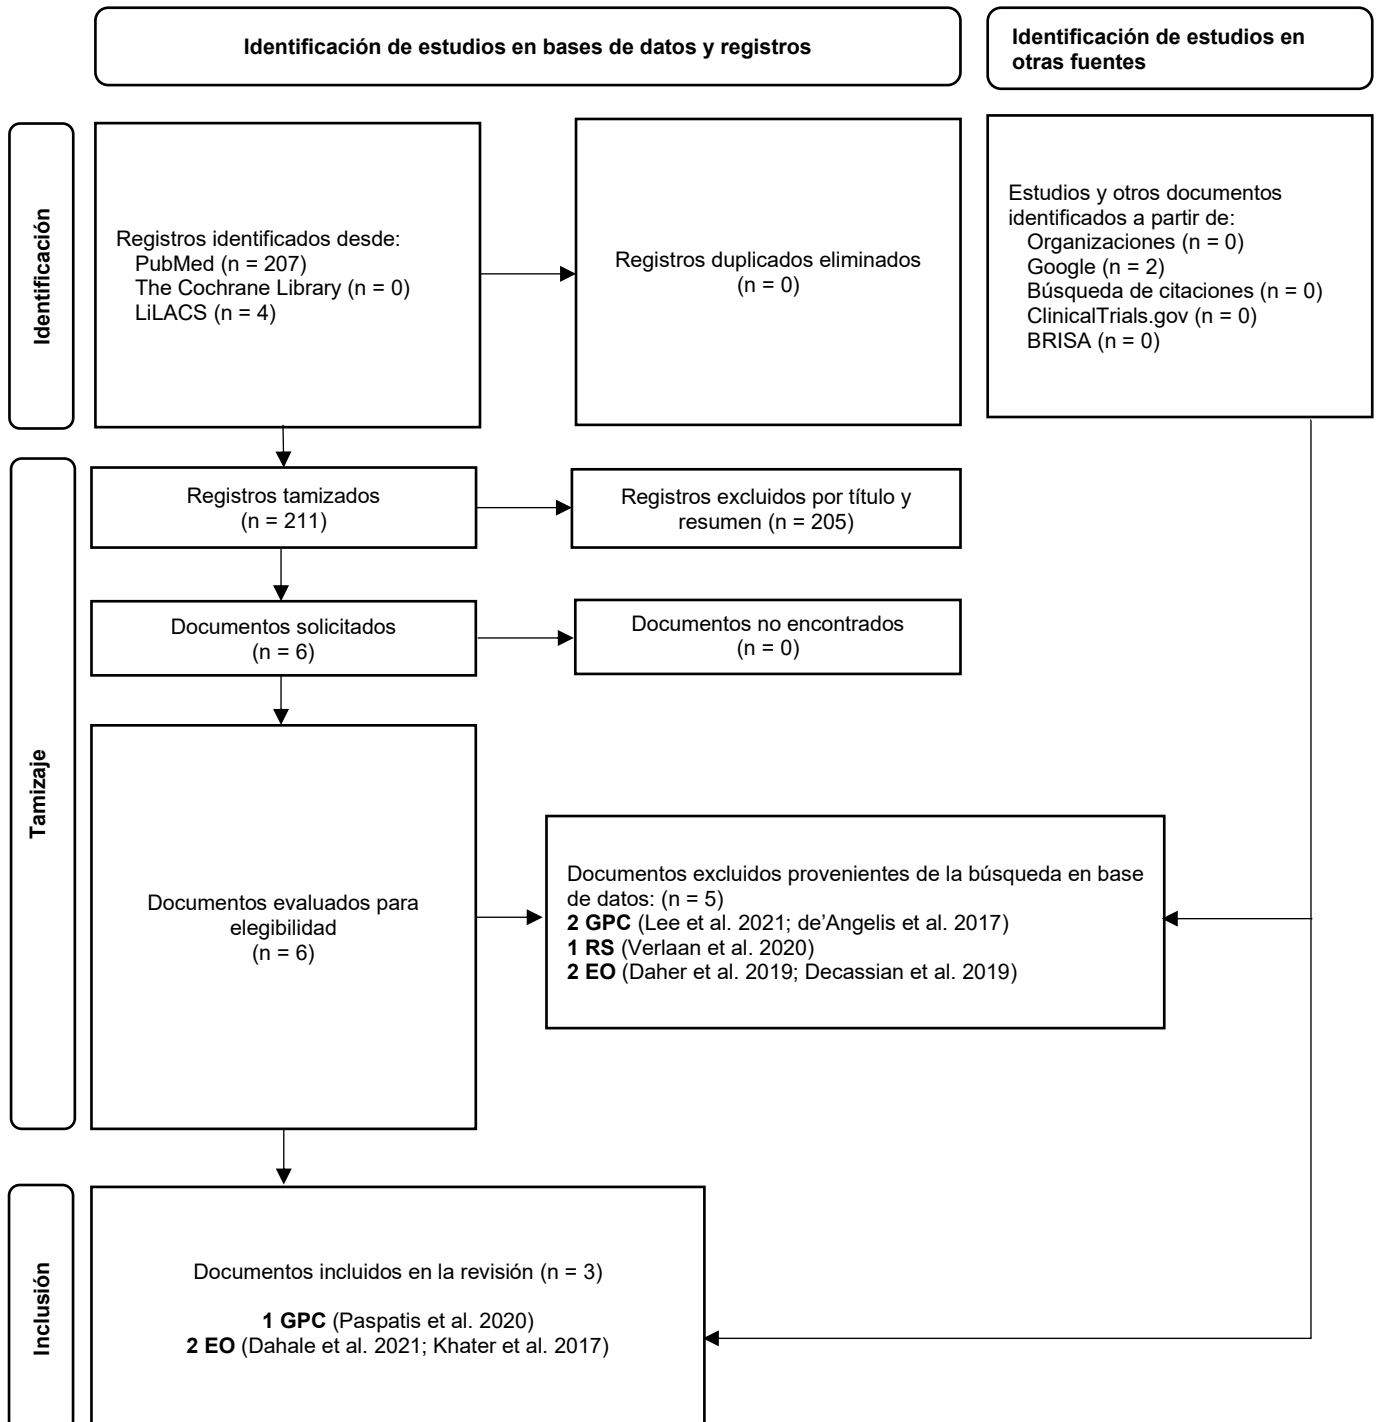 Identificación de estudios en bases de datos y registros
Identificación de estudios en
otras fuentes
Identificación
Registros identificados desde:
PubMed (n = 207)
The Cochrane Library (n = 0)
LiLACS (n = 4)
Registros duplicados eliminados
(n = 0)
Estudios y otros documentos
identificados a partir de:
Organizaciones (n = 0)
Google (n = 2)
Búsqueda de citaciones (n = 0)
ClinicalTrials.gov (n = 0)
BRISA (n = 0)
Tamizaje
Registros tamizados
(n = 211)
Registros excluidos por título y
resumen (n = 205)
Documentos solicitados
(n = 6)
Documentos no encontrados
(n = 0)
Documentos evaluados para
elegibilidad
(n = 6)
Documentos excluidos provenientes de la búsqueda en base
de datos: (n = 5)
2 GPC (Lee et al. 2021; de’Angelis et al. 2017)
1 RS (Verlaan et al. 2020)
2 EO (Daher et al. 2019; Decassian et al. 2019)
Inclusión
Documentos incluidos en la revisión (n = 3)
1 GPC (Paspatis et al. 2020)
2 EO (Dahale et al. 2021; Khater et al. 2017)